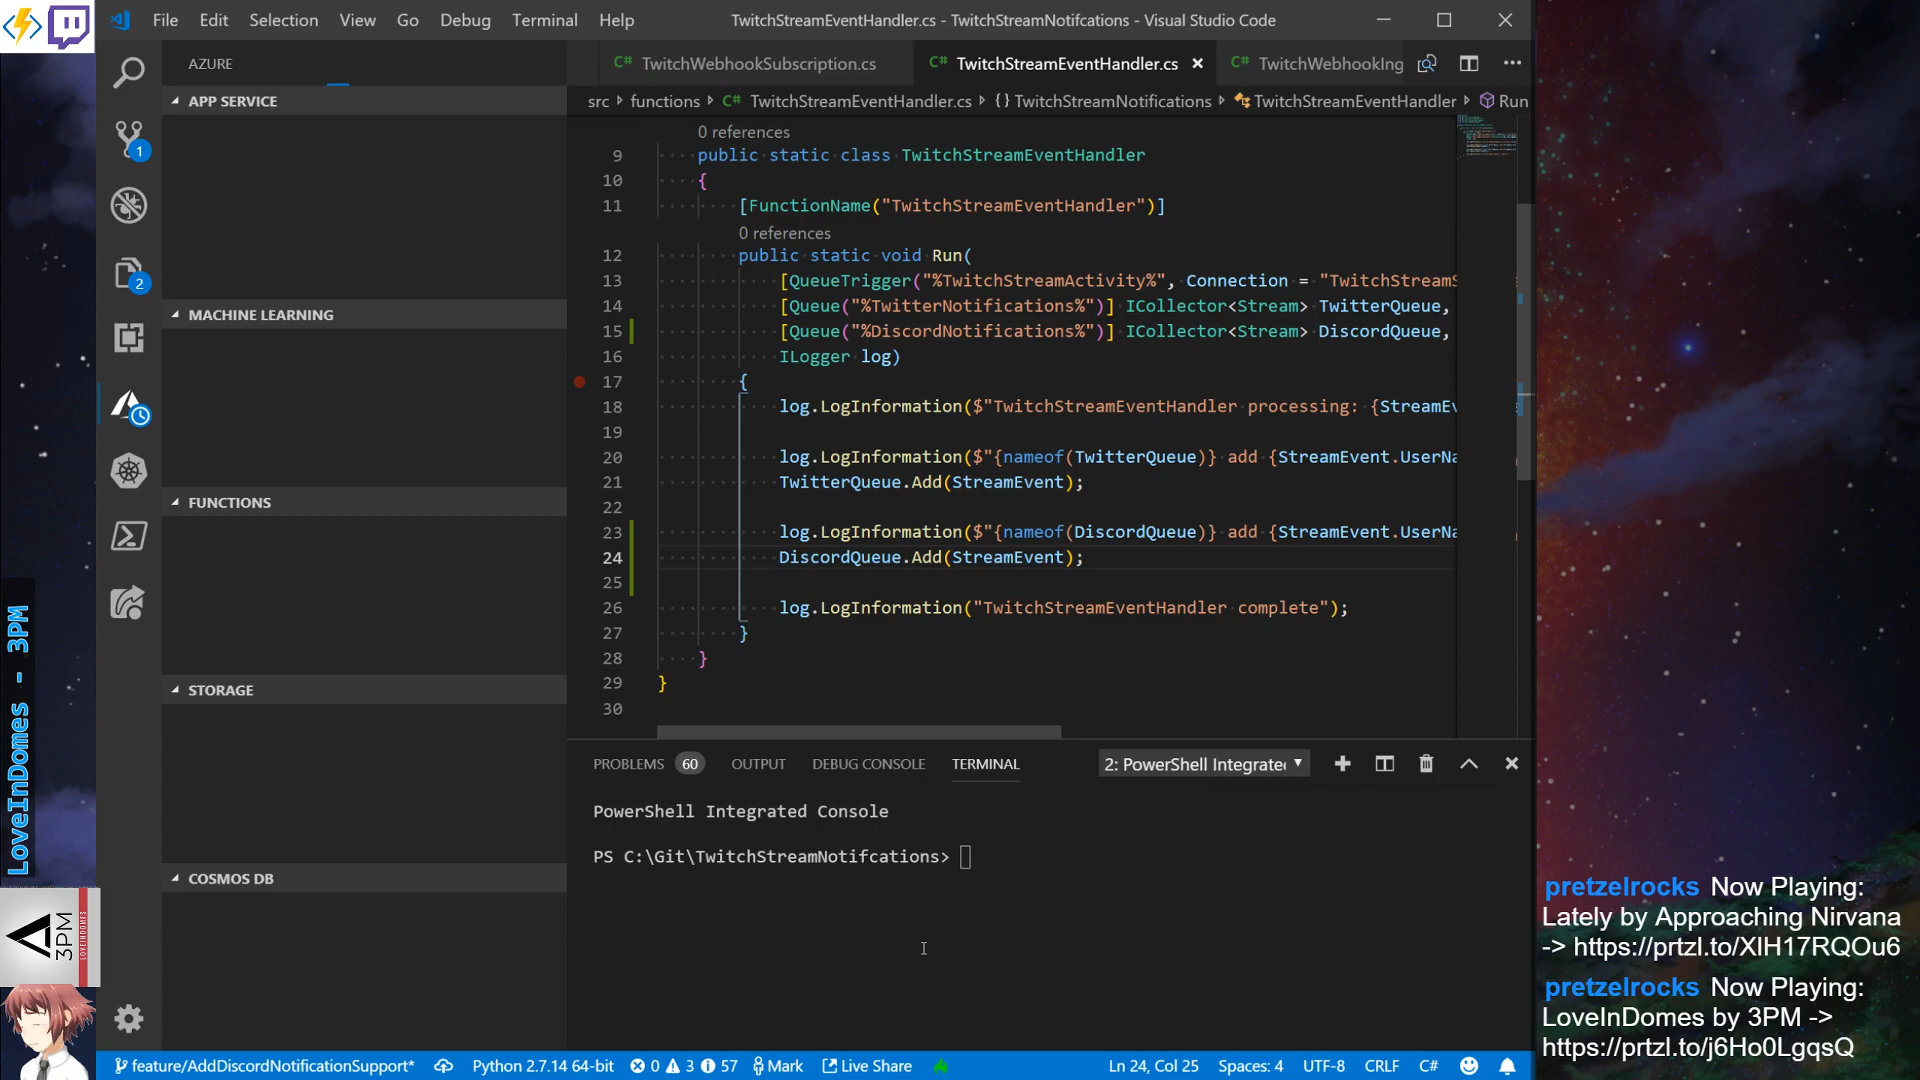 File Edit Selection View Go Debug Terminal Help
TwitchStreamEventHandler.cs - TwitchStreamNotifcations - Visual Studio Code
AZURE
APP SERVICE
MACHINE LEARNING
FUNCTIONS
STORAGE
COSMOS DB
1
2
C# TwitchWebhookSubscription.cs
C# TwitchStreamEventHandler.cs
C# TwitchWebhookIng
src functions C# TwitchStreamEventHandler.cs {} TwitchStreamNotifications TwitchStreamEventHandler Run
0 references
9 public static class TwitchStreamEventHandler
10 {
11 [FunctionName("TwitchStreamEventHandler")]
0 references
12 public static void Run(
13 [QueueTrigger("%TwitchStreamActivity%", Connection = "TwitchStreamS
14 [Queue("%TwitterNotifications%")] ICollector<Stream> TwitterQueue,
15 [Queue("%DiscordNotifications%")] ICollector<Stream> DiscordQueue,
16 ILogger log)
17 {
18 log.LogInformation($"TwitchStreamEventHandler processing: {StreamEv
19
20 log.LogInformation($"{nameof(TwitterQueue)} add {StreamEvent.UserNa
21 TwitterQueue.Add(StreamEvent);
22
23 log.LogInformation($"{nameof(DiscordQueue)} add {StreamEvent.UserNa
24 DiscordQueue.Add(StreamEvent);
25
26 log.LogInformation("TwitchStreamEventHandler complete");
27 }
28 }
29 }
30
PROBLEMS 60 OUTPUT DEBUG CONSOLE TERMINAL
2: PowerShell Integrate
PowerShell Integrated Console
PS C:\Git\TwitchStreamNotifcations>
feature/AddDiscordNotificationSupport* Python 2.7.14 64-bit 0 3 57 Mark Live Share
Ln 24, Col 25 Spaces: 4 UTF-8 CRLF C#
LoveInDomes - 3PM
3PM
LOVEINDOMES
pretzelrocks Now Playing:
Lately by Approaching Nirvana
-> https://prtzl.to/XlH17RQOu6
pretzelrocks Now Playing:
LoveInDomes by 3PM ->
https://prtzl.to/j6Ho0LgqsQ